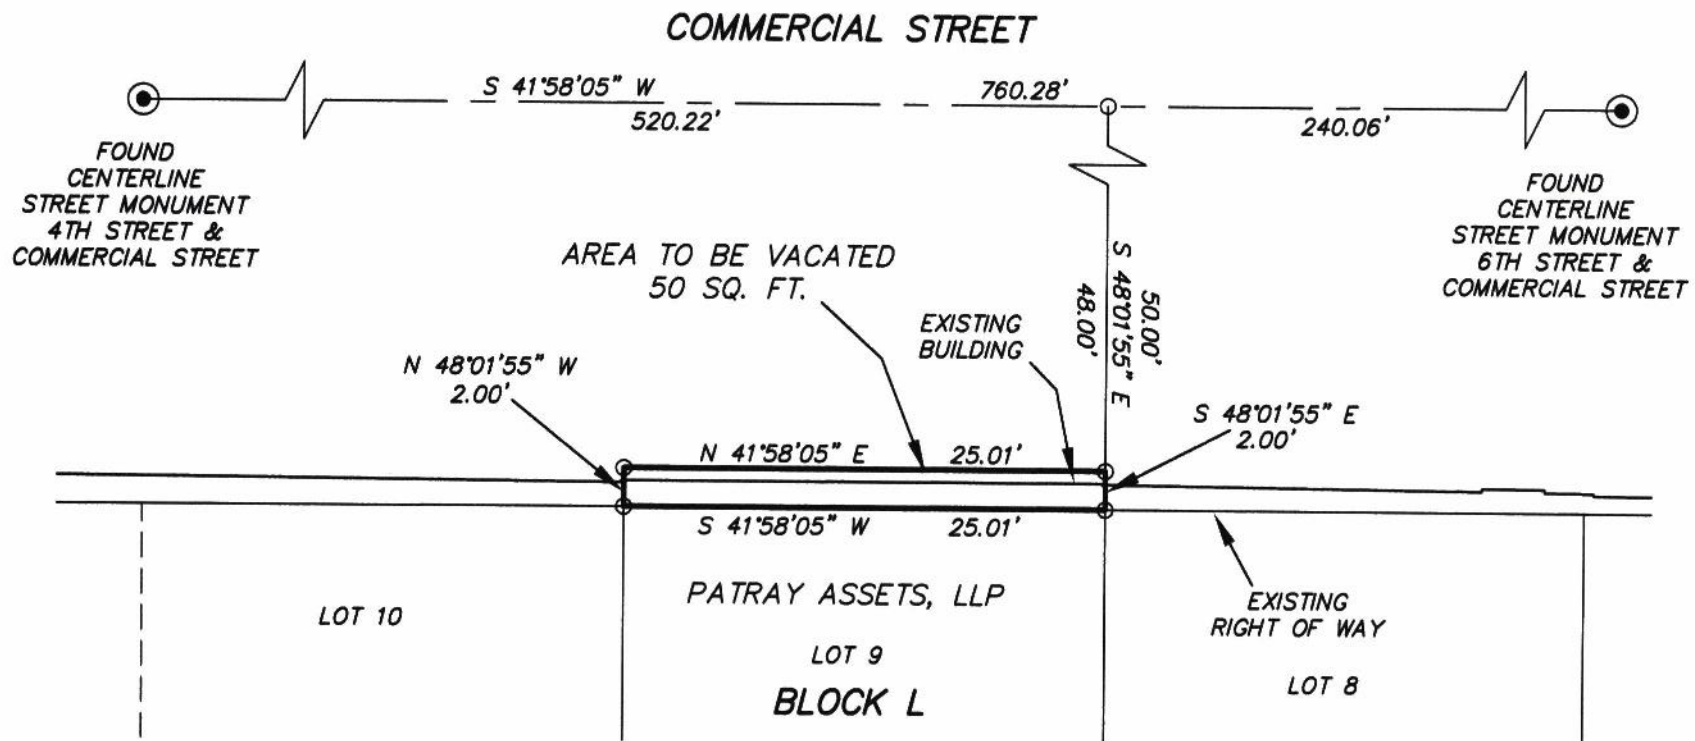 COMMERCIAL STREET
S 41°58'05" W
760.28'
520.22'
240.06'
FOUND
CENTERLINE
STREET MONUMENT
4TH STREET &
COMMERCIAL STREET
FOUND
CENTERLINE
STREET MONUMENT
6TH STREET &
COMMERCIAL STREET
AREA TO BE VACATED
50 SQ. FT.
50.00'
S 48°01'55" E
48.00'
EXISTING
BUILDING
N 48°01'55" W
2.00'
S 48°01'55" E
2.00'
N 41°58'05" E 25.01'
S 41°58'05" W 25.01'
PATRAY ASSETS, LLP
LOT 10
EXISTING
RIGHT OF WAY
LOT 9
LOT 8
BLOCK L